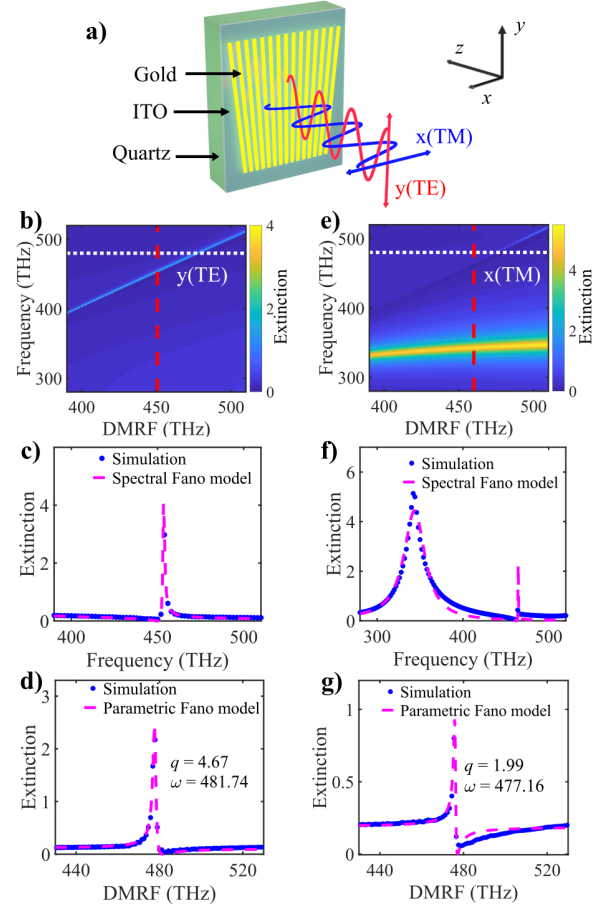 a)
Gold
ITO
Quartz
x(TM)
y(TE)
y
z
x
b)
500
400
300
Frequency (THz)
y(TE)
400
450
500
DMRF (THz)
4
2
0
Extinction
e)
500
400
300
Frequency (THz)
x(TM)
400
450
500
DMRF (THz)
4
2
0
Extinction
c)
Simulation
Spectral Fano model
4
2
0
Extinction
400
450
500
Frequency (THz)
f)
Simulation
Spectral Fano model
6
4
2
0
Extinction
300
400
500
Frequency (THz)
d)
Simulation
Parametric Fano model
q = 4.67
ω = 481.74
3
2
1
0
Extinction
440
480
520
DMRF (THz)
g)
Simulation
Parametric Fano model
q = 1.99
ω = 477.16
1
0.5
0
Extinction
440
480
520
DMRF (THz)